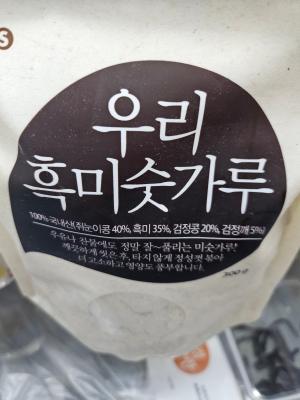 S
우리
흑미숫가루
100% 국내산(쥐눈이콩 40%, 흑미 35%, 검정콩 20%, 검정깨 5%)
우유나 찬물에도 정말 잘~풀리는 미숫가루!
깨끗하게 씻은 후, 타지 않게 정성껏 볶아
더 고소하고 영양도 풍부합니다.
500g